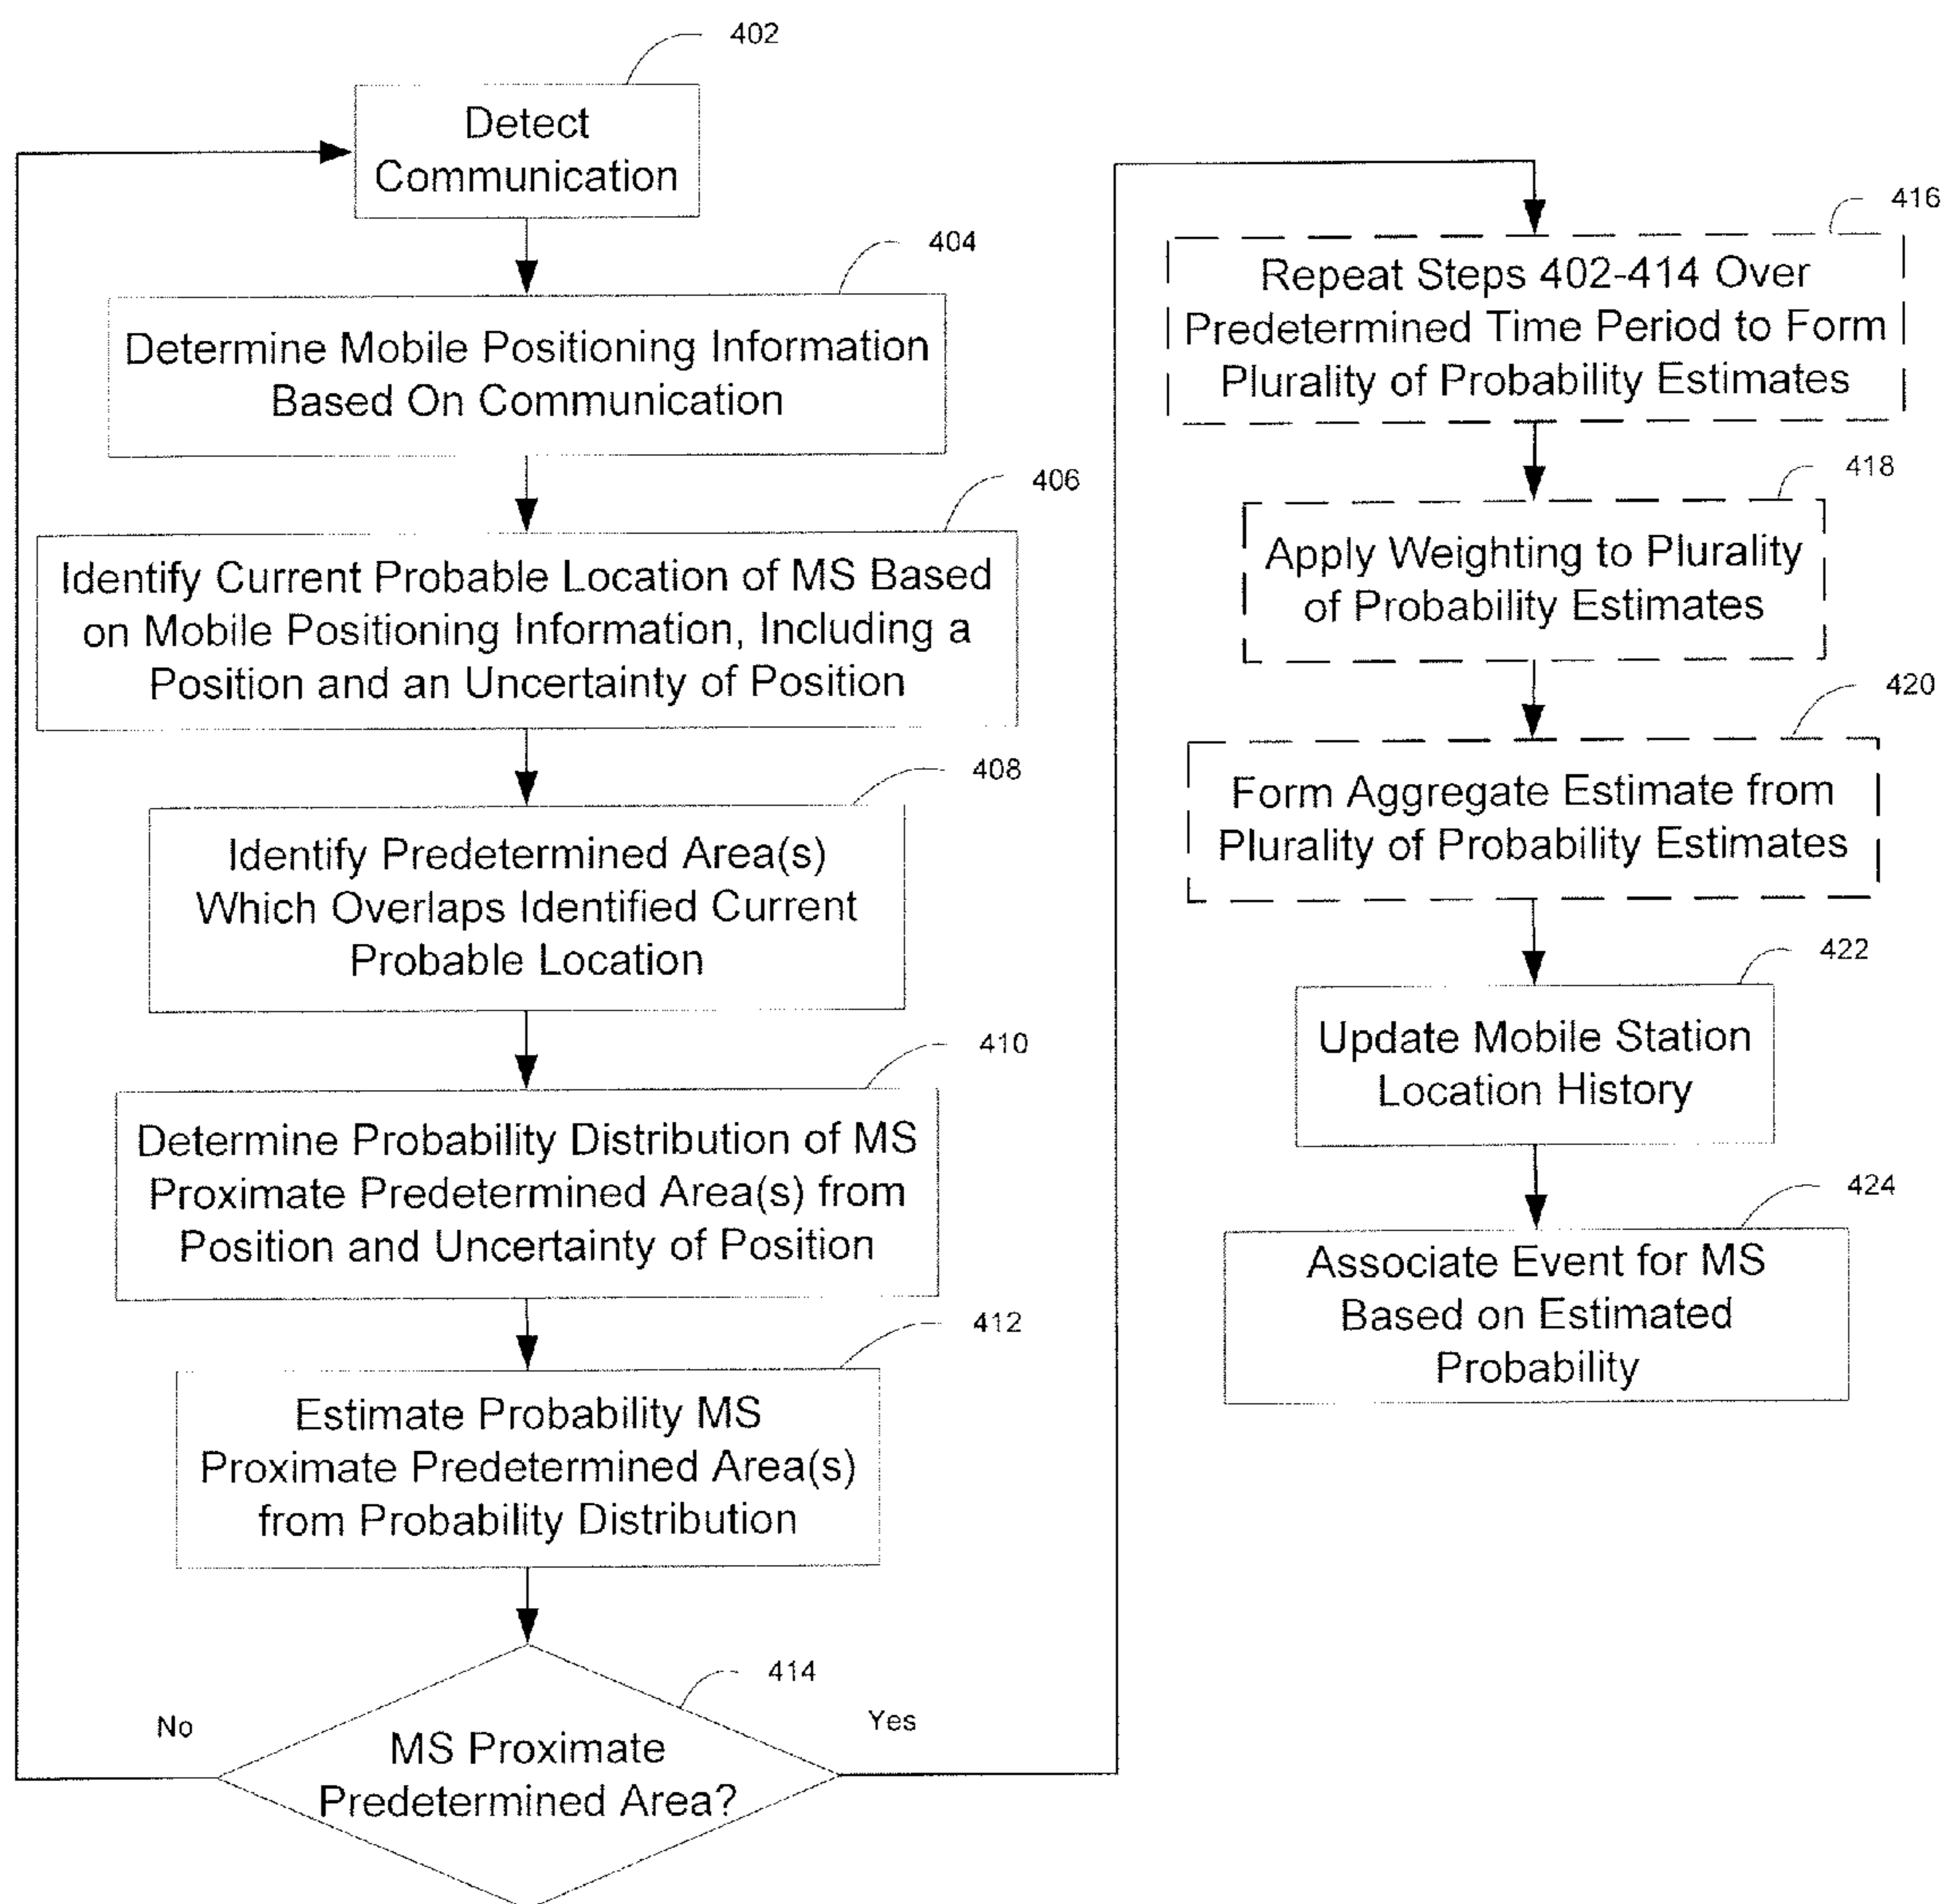 402
Detect
Communication
404
Determine Mobile Positioning Information
Based On Communication
406
Identify Current Probable Location of MS Based
on Mobile Positioning Information, Including a
Position and an Uncertainty of Position
408
Identify Predetermined Area(s)
Which Overlaps Identified Current
Probable Location
410
Determine Probability Distribution of MS
Proximate Predetermined Area(s) from
Position and Uncertainty of Position
412
Estimate Probability MS
Proximate Predetermined Area(s)
from Probability Distribution
414
No
Yes
MS Proximate
Predetermined Area?
416
Repeat Steps 402-414 Over
Predetermined Time Period to Form
Plurality of Probability Estimates
418
Apply Weighting to Plurality
of Probability Estimates
420
Form Aggregate Estimate from
Plurality of Probability Estimates
422
Update Mobile Station
Location History
424
Associate Event for MS
Based on Estimated
Probability